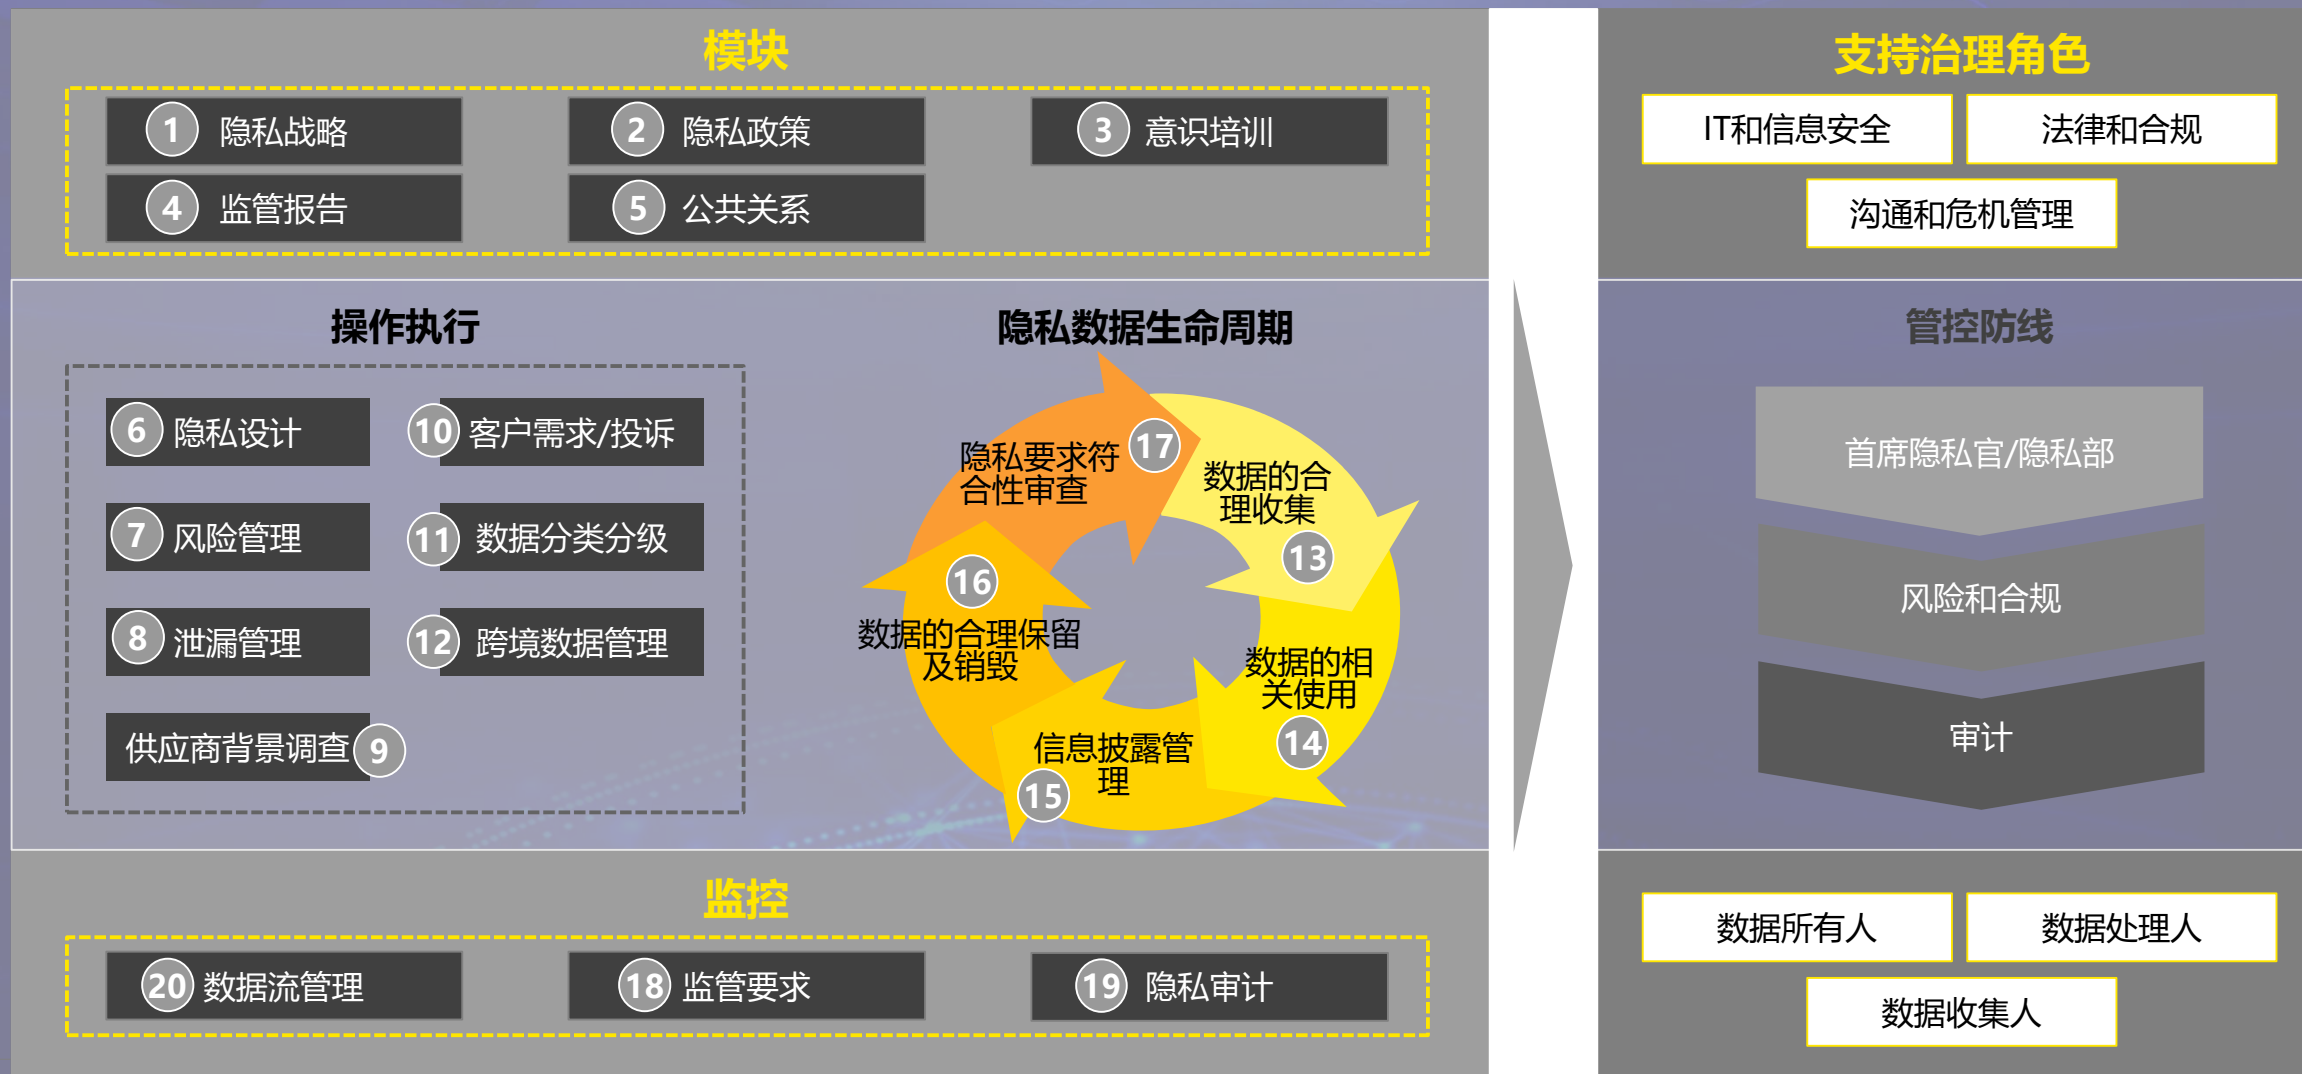 模块
1 隐私战略
2 隐私政策
3 意识培训
4 监管报告
5 公共关系
操作执行
6 隐私设计
10 客户需求/投诉
7 风险管理
11 数据分类分级
8 泄漏管理
12 跨境数据管理
供应商背景调查 9
隐私数据生命周期
17
隐私要求符
合性审查
数据的合
理收集
13
16
数据的合理保留
及销毁
数据的相
关使用
14
信息披露管
理
15
监控
20 数据流管理
18 监管要求
19 隐私审计
支持治理角色
IT和信息安全
法律和合规
沟通和危机管理
管控防线
首席隐私官/隐私部
风险和合规
审计
数据所有人
数据处理人
数据收集人